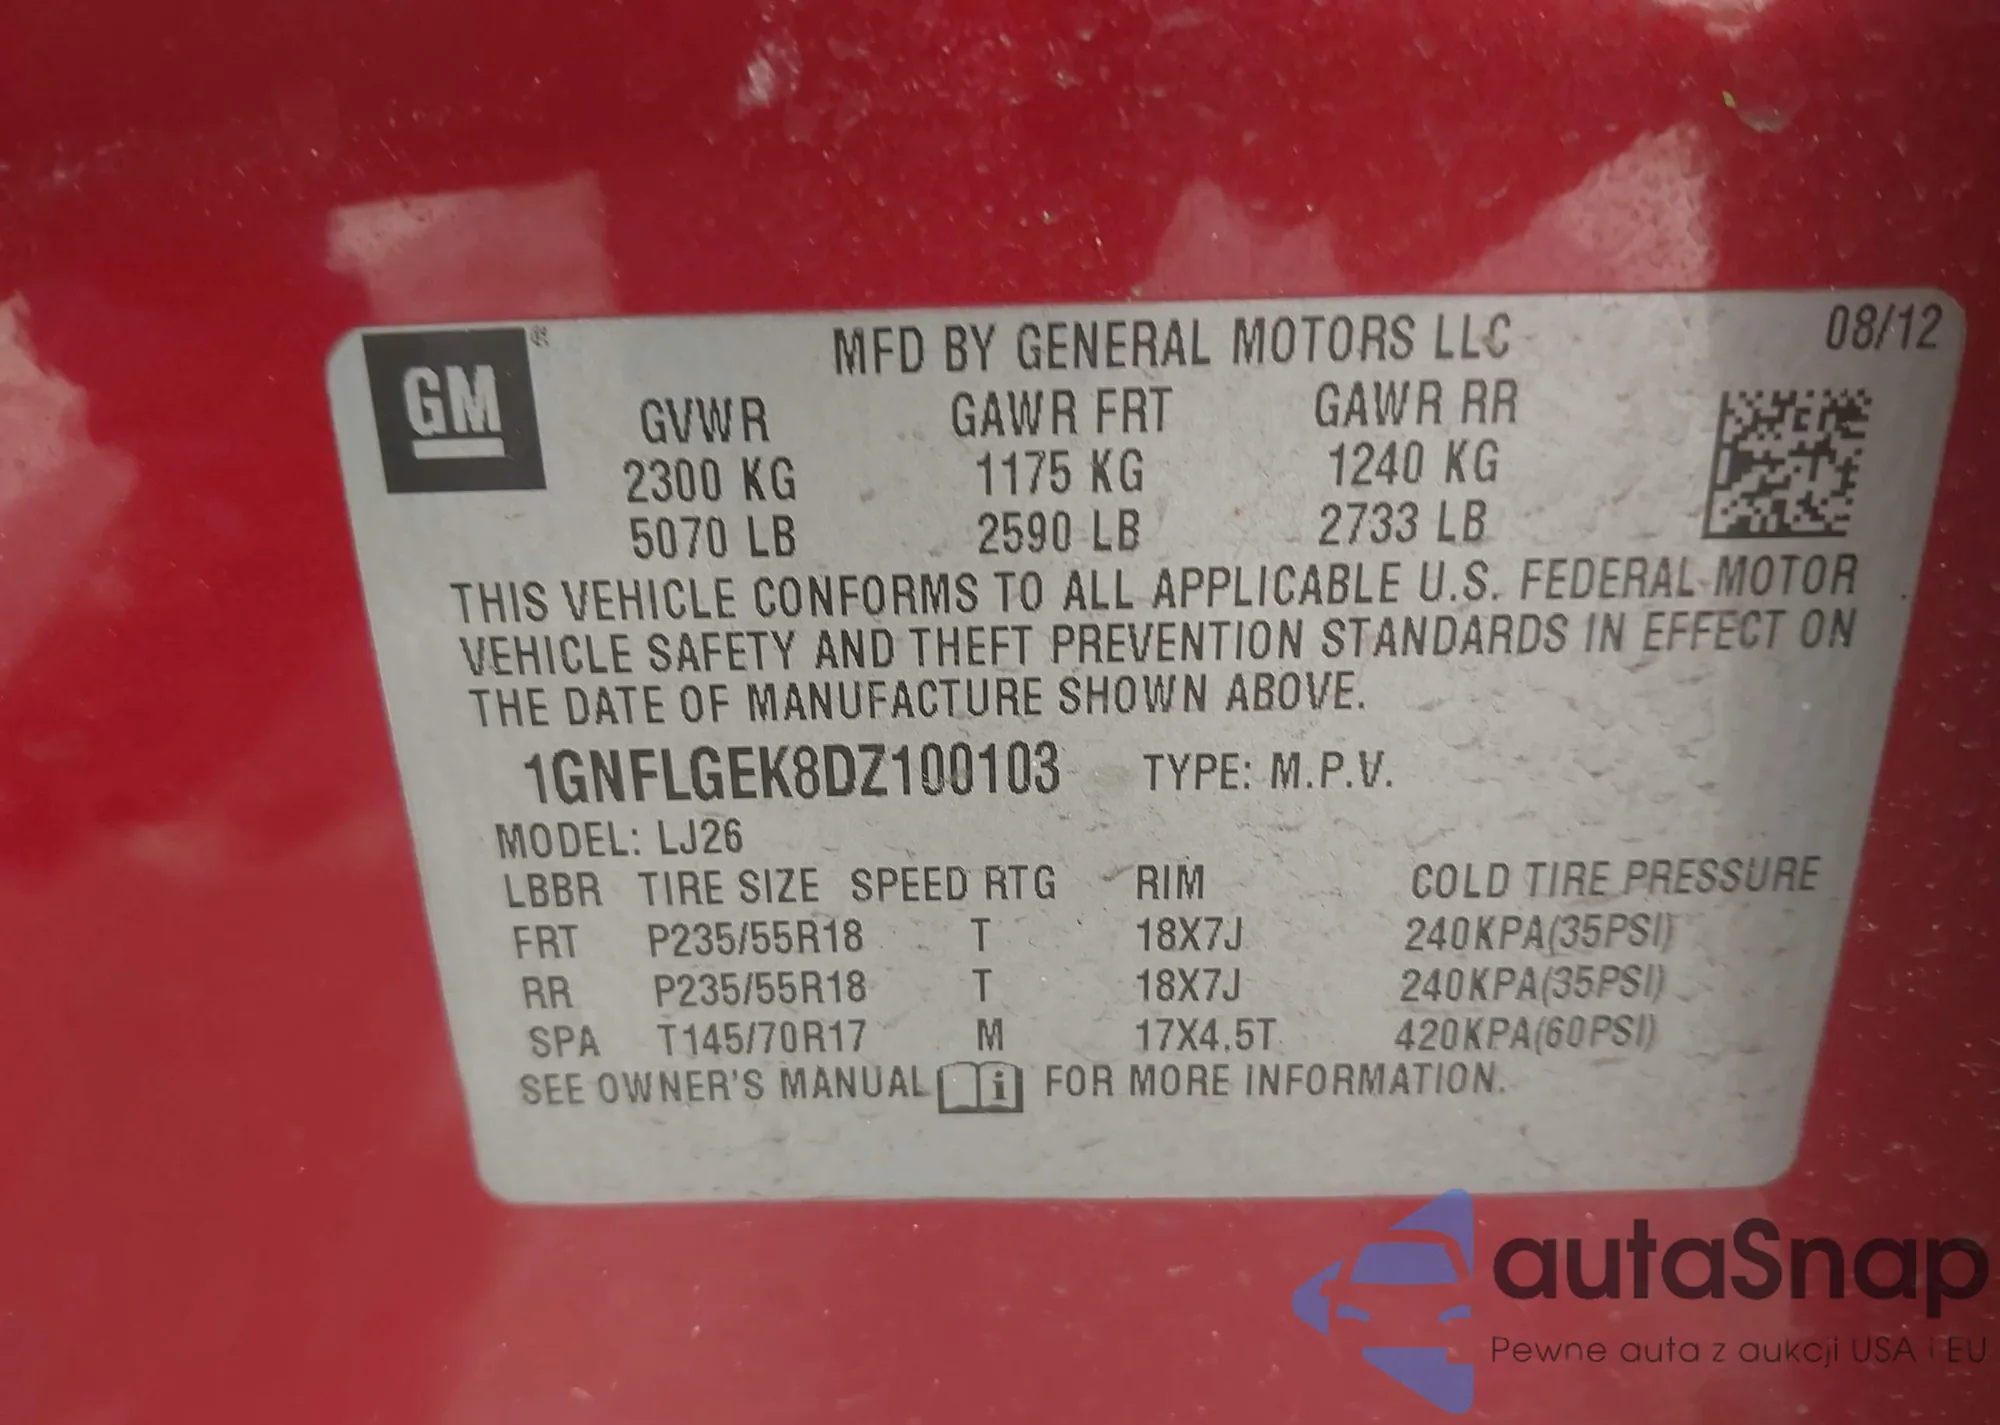 GM ®
MFD BY GENERAL MOTORS LLC 08/12
GVWR GAWR FRT GAWR RR
2300 KG 1175 KG 1240 KG
5070 LB 2590 LB 2733 LB
THIS VEHICLE CONFORMS TO ALL APPLICABLE U.S. FEDERAL MOTOR
VEHICLE SAFETY AND THEFT PREVENTION STANDARDS IN EFFECT ON
THE DATE OF MANUFACTURE SHOWN ABOVE.
1GNFLGEK8DZ100103 TYPE: M.P.V.
MODEL: LJ26
LBBR TIRE SIZE SPEED RTG RIM COLD TIRE PRESSURE
FRT P235/55R18 T 18X7J 240KPA(35PSI)
RR P235/55R18 T 18X7J 240KPA(35PSI)
SPA T145/70R17 M 17X4.5T 420KPA(60PSI)
SEE OWNER'S MANUAL i FOR MORE INFORMATION.
autaSnap
Pewne auta z aukcji USA i EU